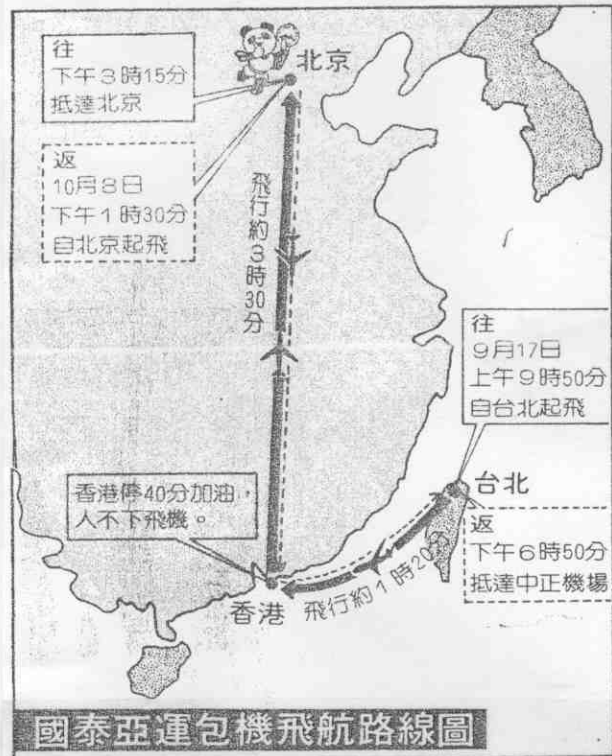 往
下午3時15分
抵達北京
北京
返
10月8日
下午1時30分
自北京起飛
飛行約3時30分
往
9月17日
上午9時50分
自台北起飛
香港停40分加油，
人不下飛機。
台北
返
下午6時50分
抵達中正機場
香港
飛行約1時20分
國泰亞運包機飛航路線圖